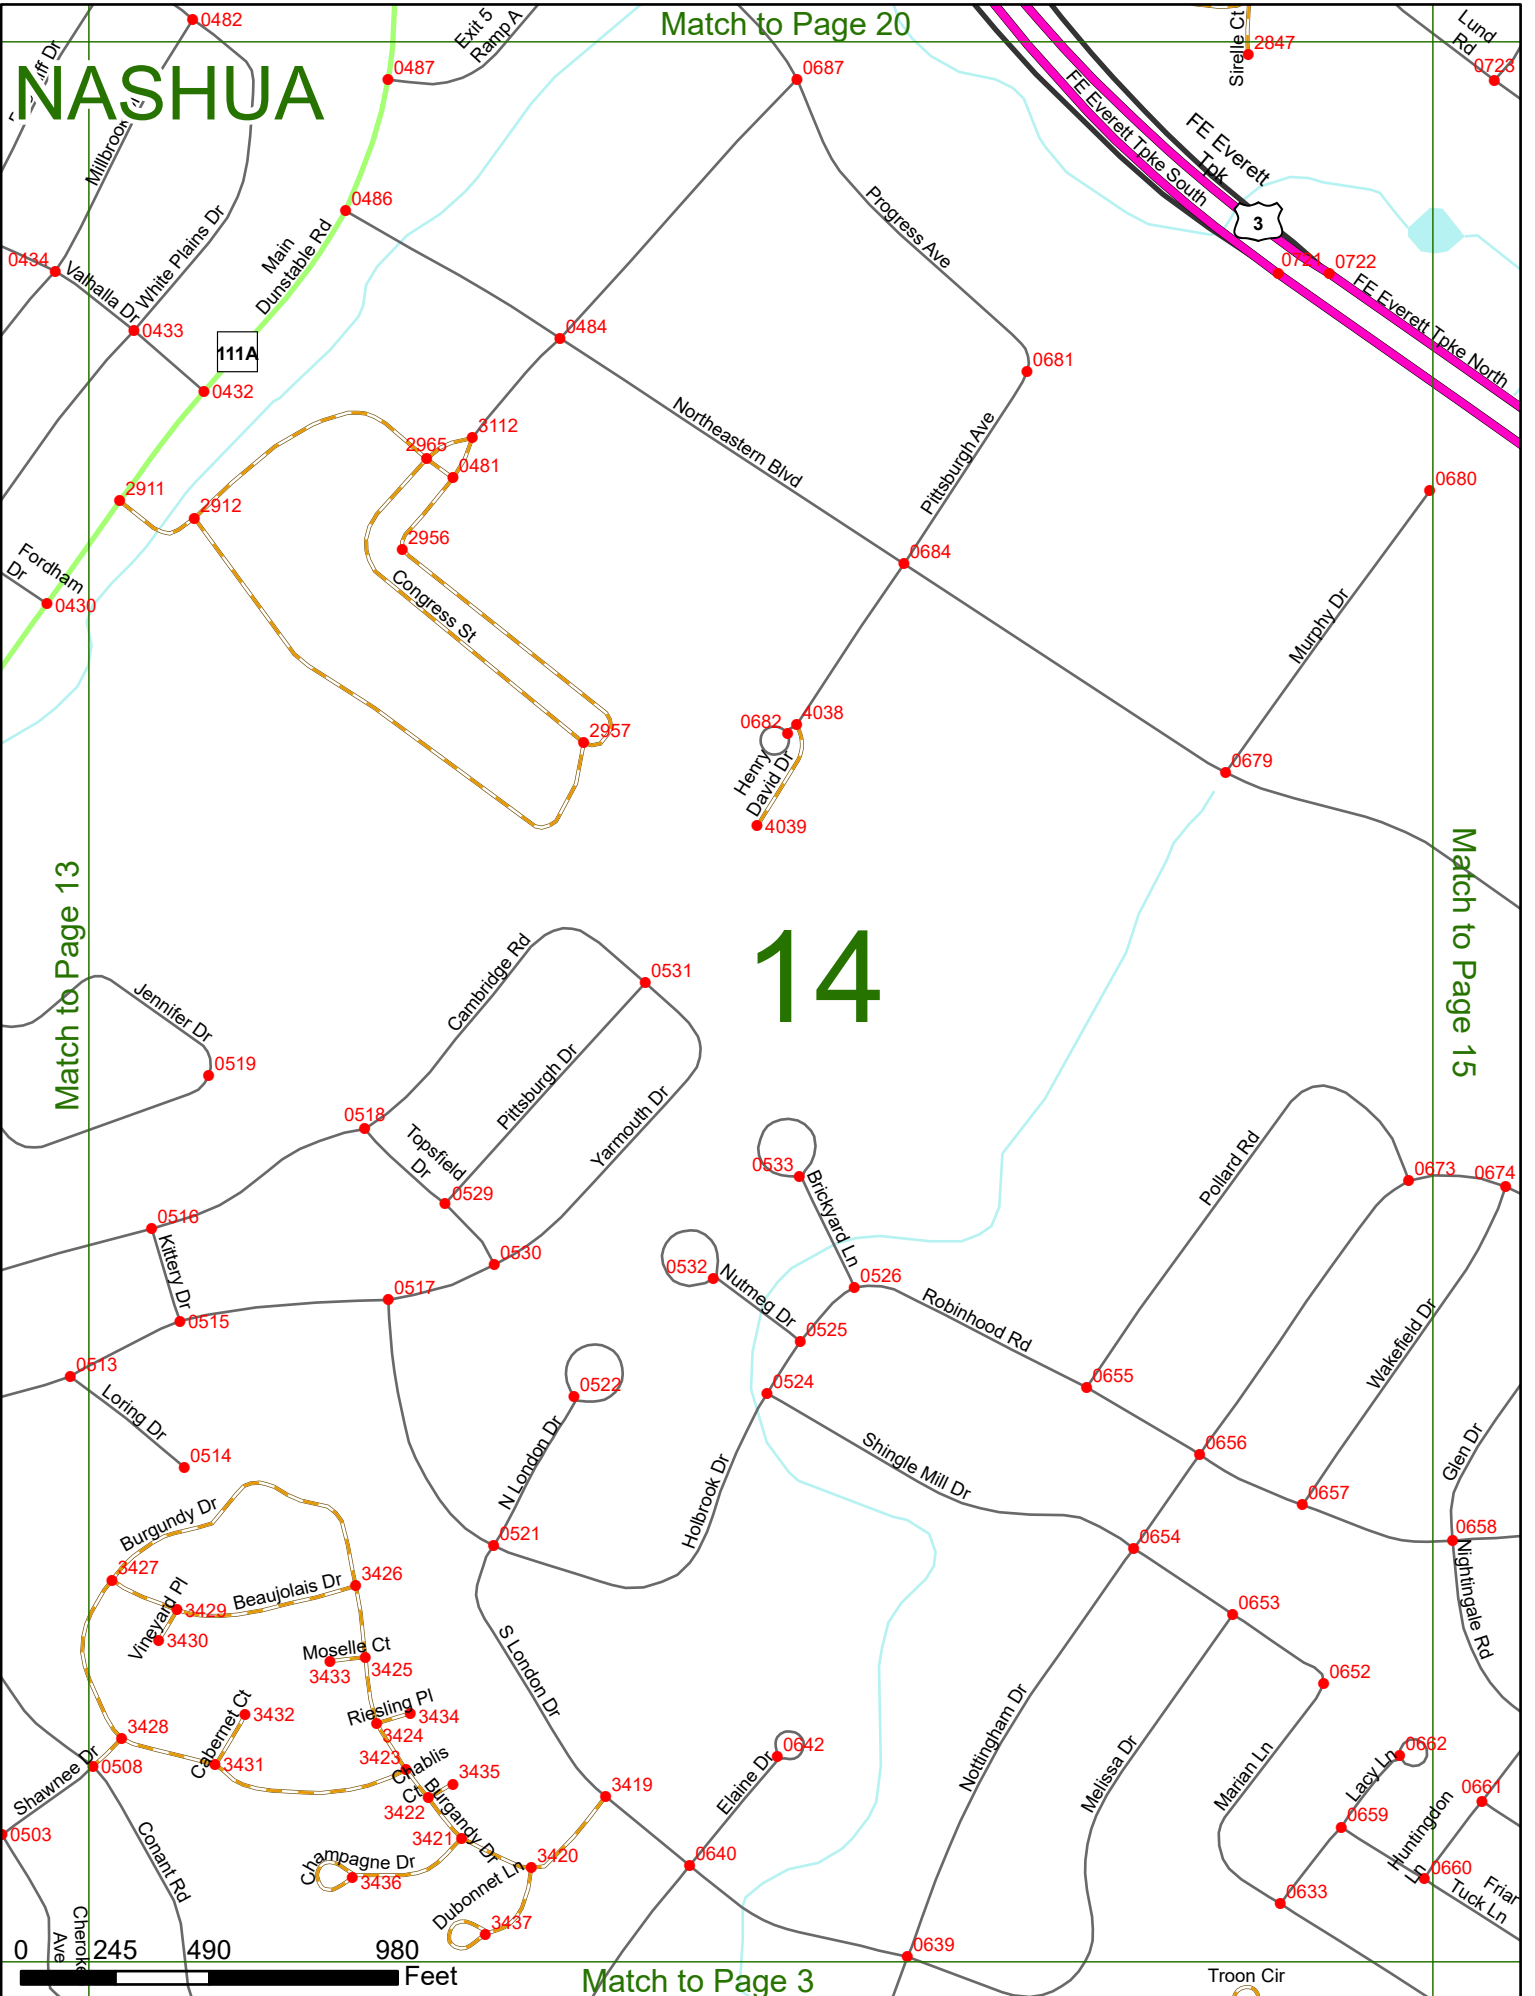 Match to Page 20
NASHUA
0482
Exit 5
Ramp A
0487
0687
Sirelle Ct
2847
Lund
Rd
0723
FE Everett Tpke South
FE Everett
Tpk
3
0486
Progress Ave
White Plains Dr
Main
Dunstable Rd
0434
Valhalla Dr
0433
111A
0432
0721
0722
FE Everett Tpke North
0484
0681
Northeastern Blvd
Pittsburgh Ave
3112
2965
0481
2911
2912
2956
0680
Fordham
Dr
0430
Congress St
0684
Murphy Dr
2957
0682
4038
Henry
David Dr
4039
0679
Match to Page 13
14
Match to Page 15
Jennifer Dr
0519
Cambridge Rd
0531
Pittsburgh Dr
Yarmouth Dr
0518
Topsfield
Dr
0529
0533
Brickyard Ln
Pollard Rd
0673
0674
0516
Kittery Dr
0530
0532
Nutmeg Dr
0526
0517
0515
0525
Robinhood Rd
Wakefield Dr
0513
Loring Dr
0522
0524
0655
0514
N London Dr
Holbrook Dr
Shingle Mill Dr
0656
Glen Dr
0657
Burgundy Dr
0521
0654
0658
Nightingale Rd
3427
3426
Beaujolais Dr
Vineyard Pl
3429
3430
0653
Moselle Ct
3433
3425
S London Dr
0652
Riesling Pl
3434
3424
Cabernet Ct
3432
3428
3431
3423
Chablis
Ct
3435
3422
0642
Elaine Dr
Nottingham Dr
Melissa Dr
Marian Ln
0662
Lacy Ln
0661
Shawnee Dr
0508
3419
0503
Conant Rd
Burgandy Dr
3421
0659
Huntingdon
Ln
Champagne Dr
3436
3420
0640
0660
Dubonnet Ln
3437
0633
Friar
Tuck Ln
Ave
0639
0
245
490
980
Feet
Match to Page 3
Troon Cir